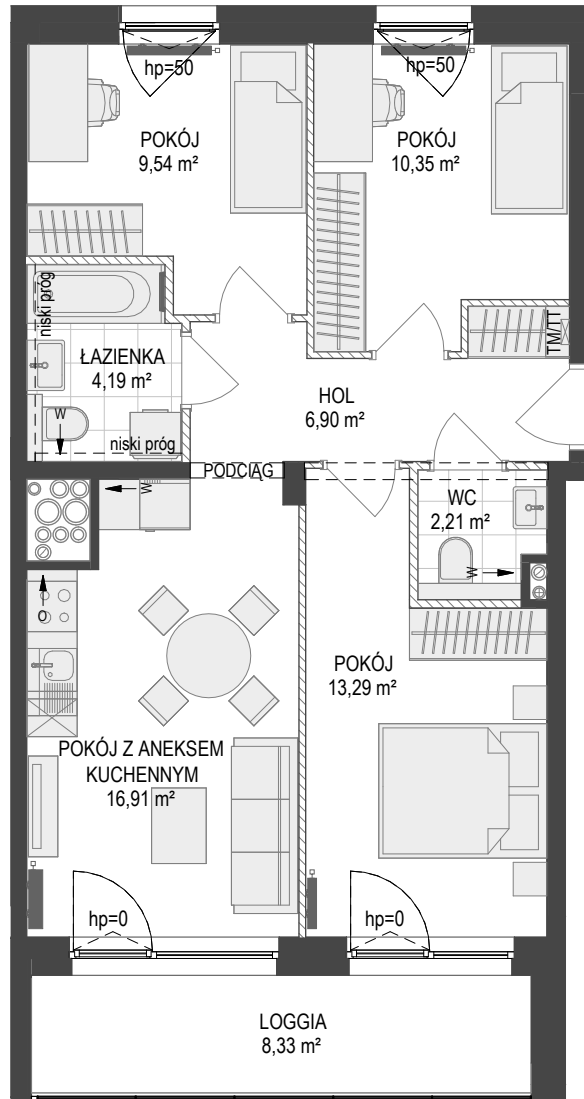 hp=50
hp=50
POKÓJ
9,54 m²
POKÓJ
10,35 m²
niski próg
TM/TT
ŁAZIENKA
4,19 m²
HOL
6,90 m²
W
niski próg
PODCIĄG
W
WC
2,21 m²
W
O
POKÓJ
13,29 m²
POKÓJ Z ANEKSEM
KUCHENNYM
16,91 m²
hp=0
hp=0
LOGGIA
8,33 m²